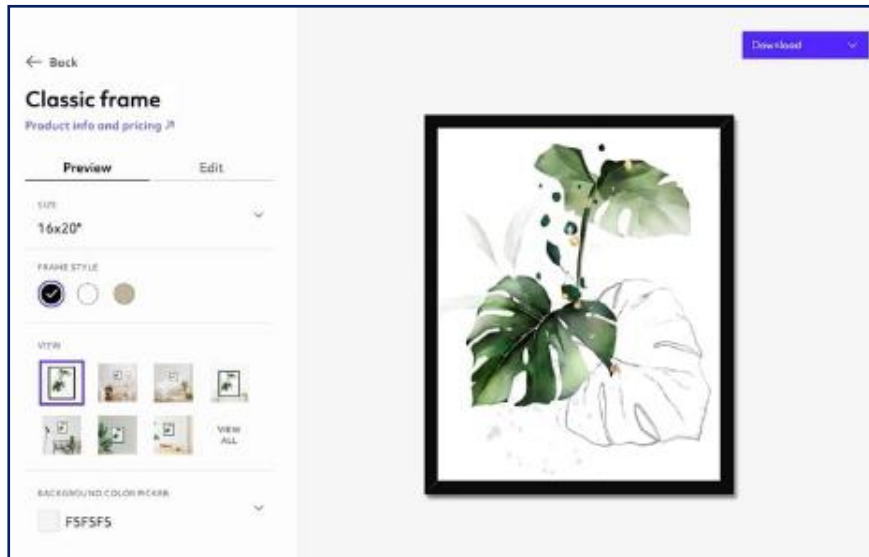 ← Back
Classic frame
Product info and pricing ↗
Preview Edit
SIZE
16x20"
FRAME STYLE
VIEW
VIEW
ALL
BACKGROUND COLOR PICKER
F5F5F5
Download